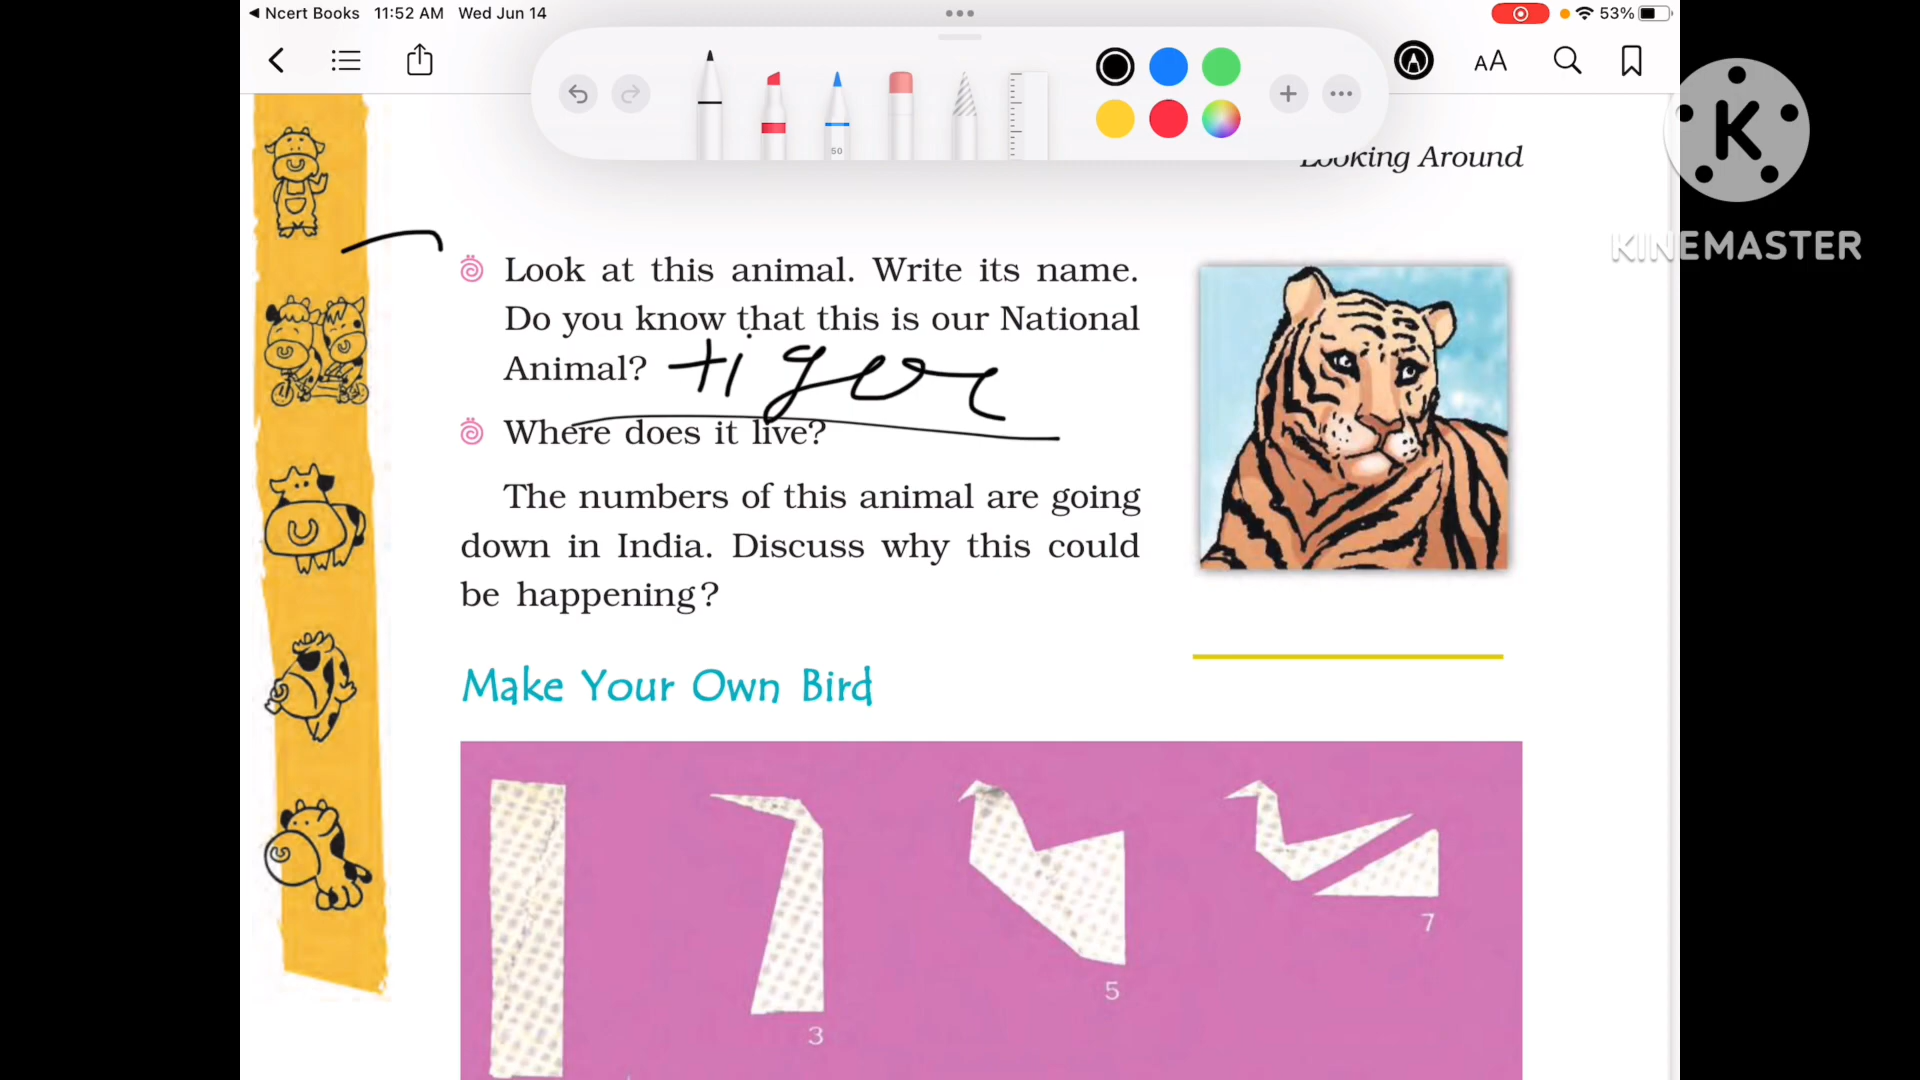 Ncert Books 11:52 AM Wed Jun 14 53%
AA
50
K
KINEMASTER
Looking Around
Look at this animal. Write its name.
Do you know that this is our National
Animal? tiger
Where does it live?
The numbers of this animal are going
down in India. Discuss why this could
be happening?
Make Your Own Bird
3
5
7